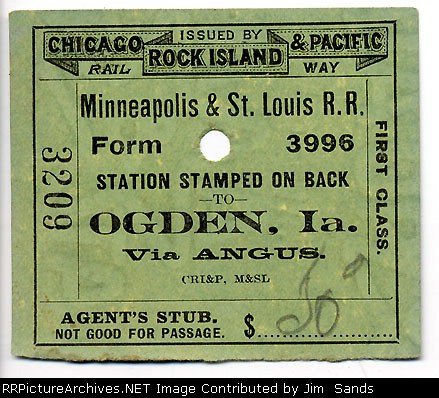 ISSUED BY
CHICAGO ROCK ISLAND & PACIFIC
RAIL WAY
Minneapolis & St. Louis R.R.
Form 3996
3209
FIRST CLASS.
STATION STAMPED ON BACK
—TO—
OGDEN, Ia.
Via ANGUS.
CRI&P, M&SL
AGENT'S STUB.
NOT GOOD FOR PASSAGE. $
RailPictureArchives.NET Image Contributed by Jim Sands